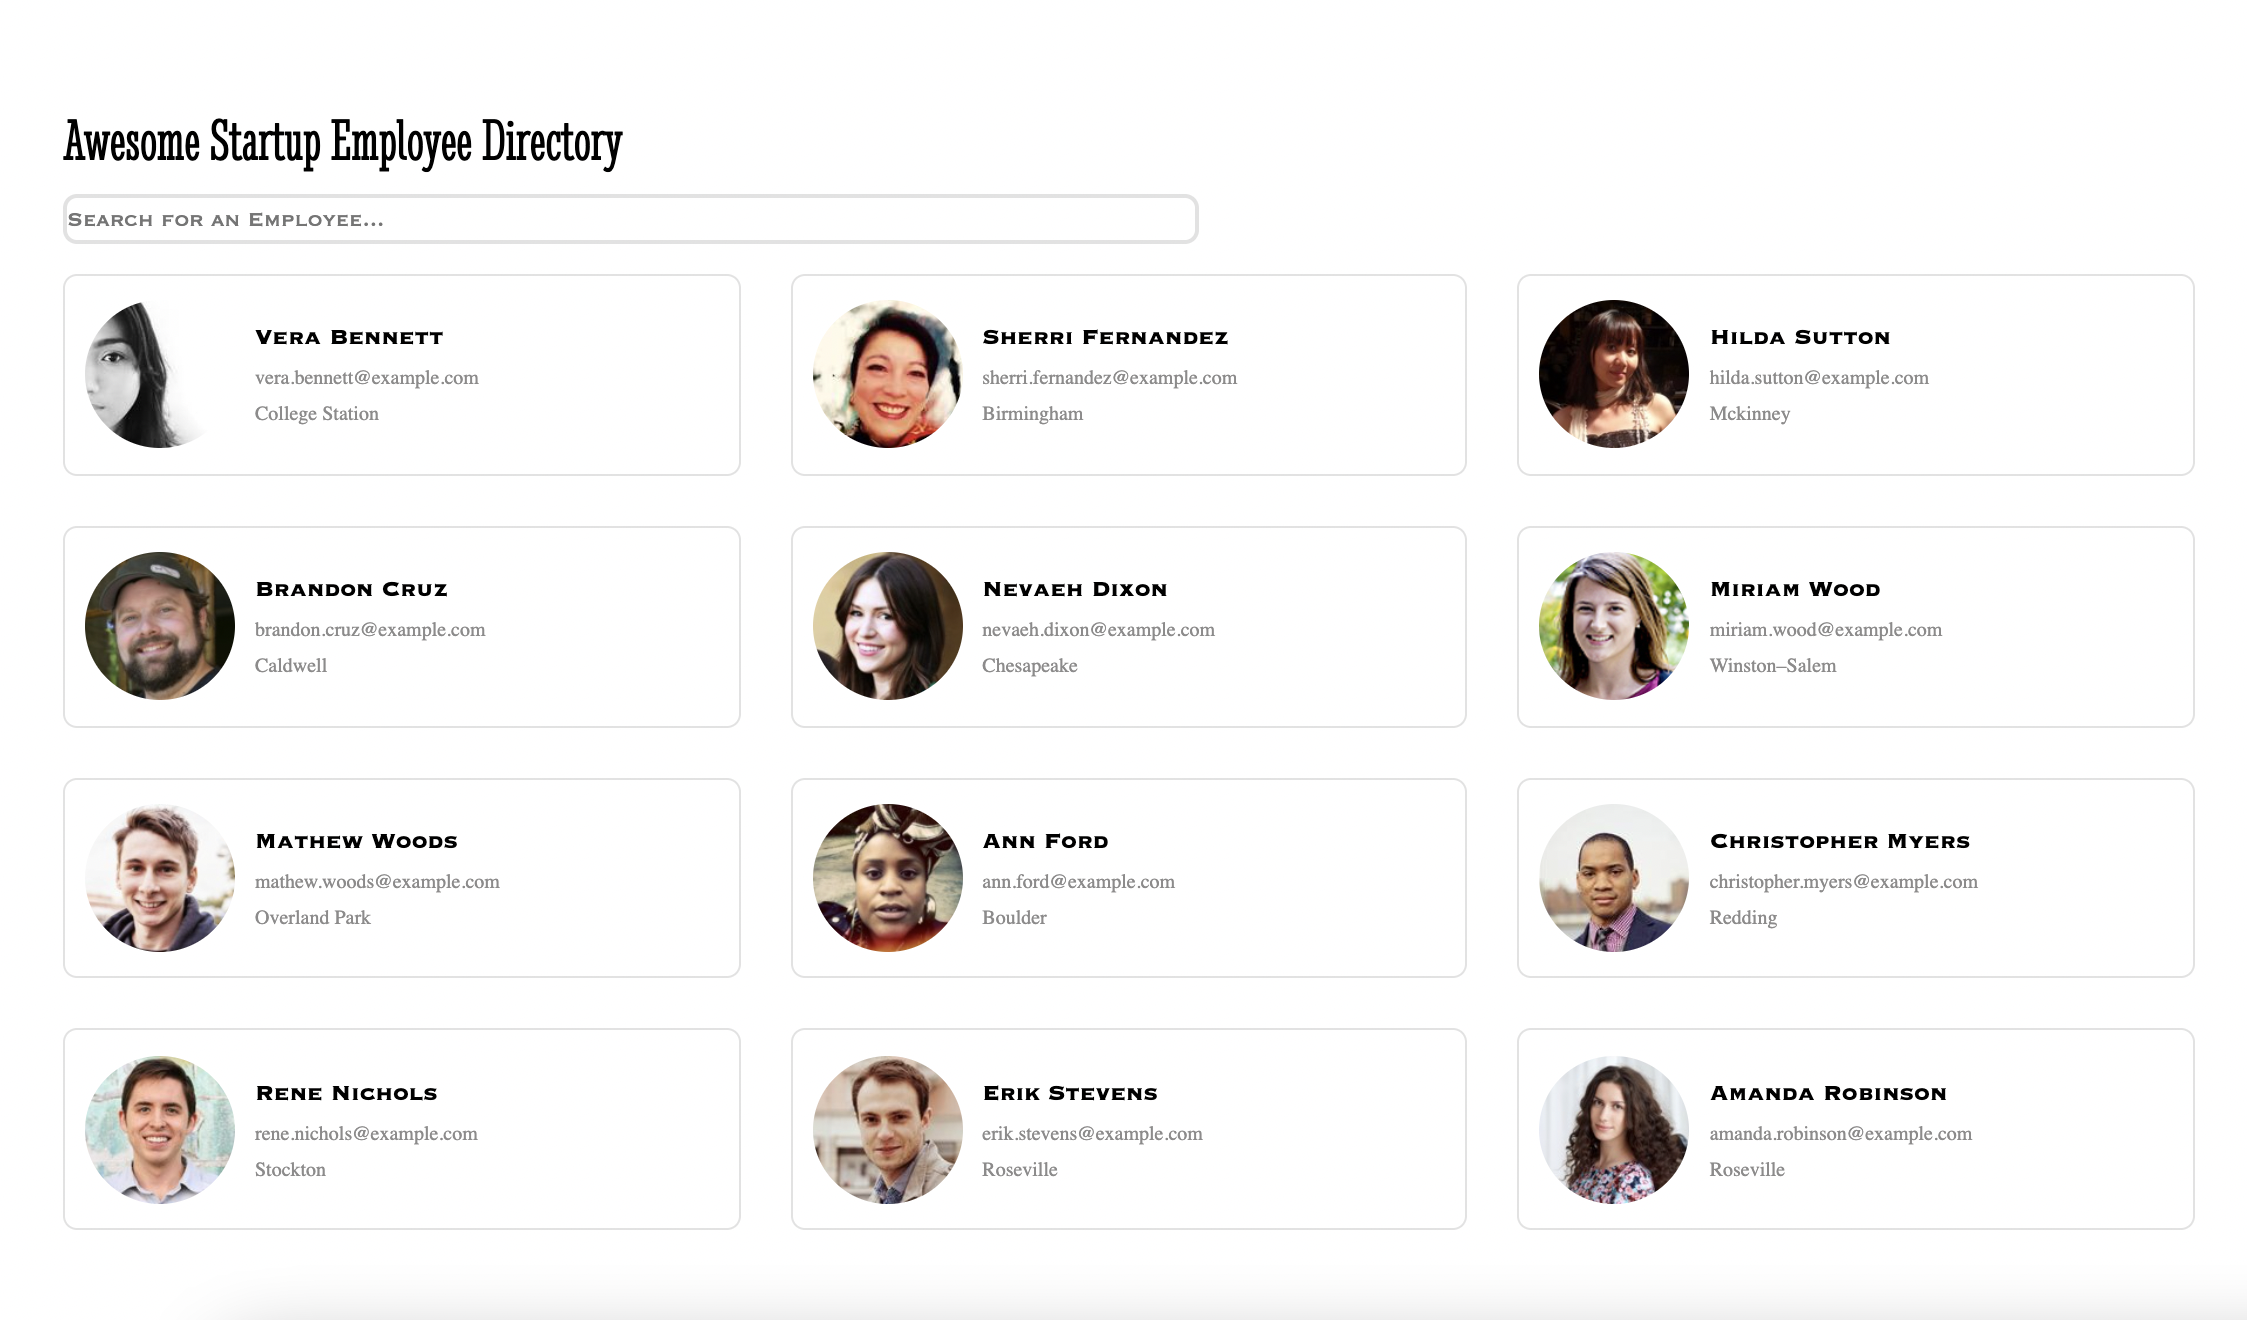 Awesome Startup Employee Directory
Search for an Employee...
Vera Bennett
vera.bennett@example.com
College Station
Sherri Fernandez
sherri.fernandez@example.com
Birmingham
Hilda Sutton
hilda.sutton@example.com
Mckinney
Brandon Cruz
brandon.cruz@example.com
Caldwell
Nevaeh Dixon
nevaeh.dixon@example.com
Chesapeake
Miriam Wood
miriam.wood@example.com
Winston–Salem
Mathew Woods
mathew.woods@example.com
Overland Park
Ann Ford
ann.ford@example.com
Boulder
Christopher Myers
christopher.myers@example.com
Redding
Rene Nichols
rene.nichols@example.com
Stockton
Erik Stevens
erik.stevens@example.com
Roseville
Amanda Robinson
amanda.robinson@example.com
Roseville